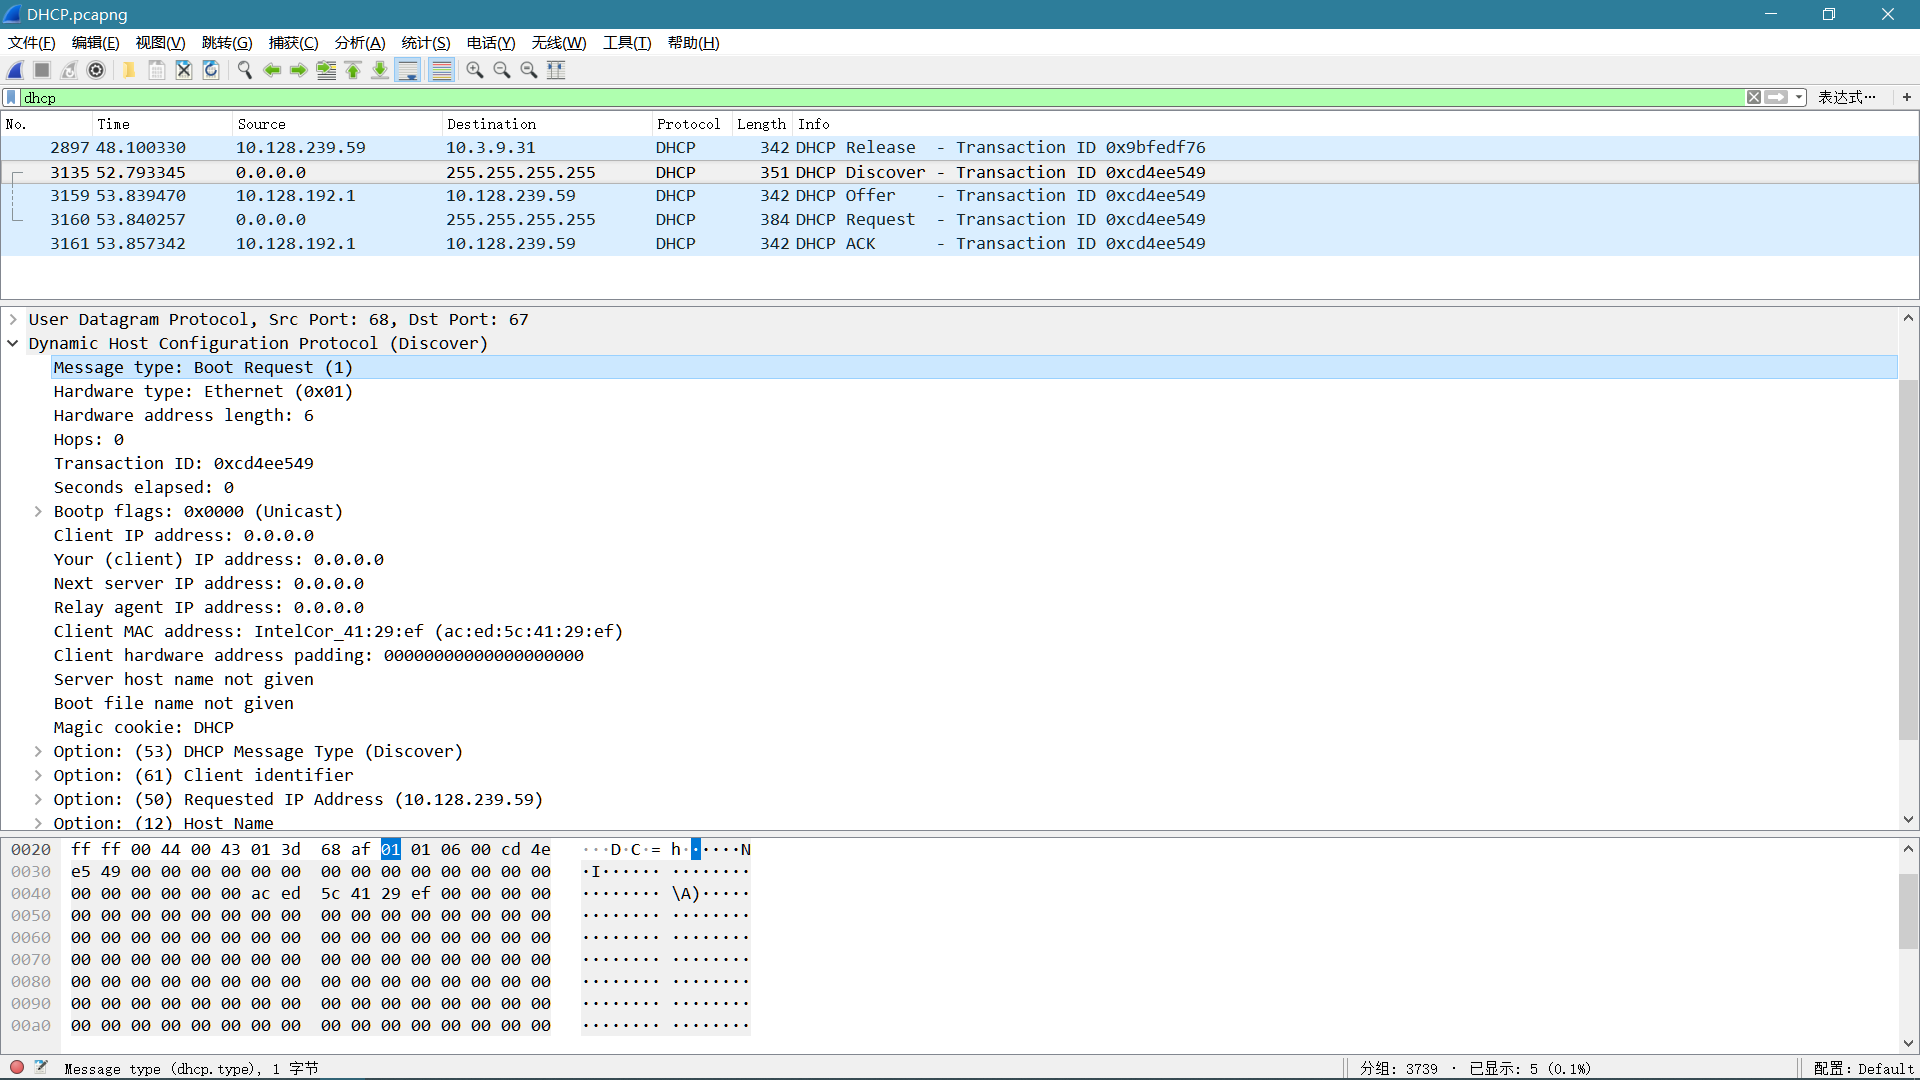 DHCP.pcapng
文件(F) 编辑(E) 视图(V) 跳转(G) 捕获(C) 分析(A) 统计(S) 电话(Y) 无线(W) 工具(T) 帮助(H)
dhcp 表达式… +
No. Time Source Destination Protocol Length Info
2897 48.100330 10.128.239.59 10.3.9.31 DHCP 342 DHCP Release - Transaction ID 0x9bfedf76
3135 52.793345 0.0.0.0 255.255.255.255 DHCP 351 DHCP Discover - Transaction ID 0xcd4ee549
3159 53.839470 10.128.192.1 10.128.239.59 DHCP 342 DHCP Offer - Transaction ID 0xcd4ee549
3160 53.840257 0.0.0.0 255.255.255.255 DHCP 384 DHCP Request - Transaction ID 0xcd4ee549
3161 53.857342 10.128.192.1 10.128.239.59 DHCP 342 DHCP ACK - Transaction ID 0xcd4ee549
User Datagram Protocol, Src Port: 68, Dst Port: 67
Dynamic Host Configuration Protocol (Discover)
Message type: Boot Request (1)
Hardware type: Ethernet (0x01)
Hardware address length: 6
Hops: 0
Transaction ID: 0xcd4ee549
Seconds elapsed: 0
Bootp flags: 0x0000 (Unicast)
Client IP address: 0.0.0.0
Your (client) IP address: 0.0.0.0
Next server IP address: 0.0.0.0
Relay agent IP address: 0.0.0.0
Client MAC address: IntelCor_41:29:ef (ac:ed:5c:41:29:ef)
Client hardware address padding: 00000000000000000000
Server host name not given
Boot file name not given
Magic cookie: DHCP
Option: (53) DHCP Message Type (Discover)
Option: (61) Client identifier
Option: (50) Requested IP Address (10.128.239.59)
Option: (12) Host Name
0020 ff ff 00 44 00 43 01 3d 68 af 01 01 06 00 cd 4e ···D·C·= h······N
0030 e5 49 00 00 00 00 00 00 00 00 00 00 00 00 00 00 ·I······ ········
0040 00 00 00 00 00 00 ac ed 5c 41 29 ef 00 00 00 00 ········ \A)·····
0050 00 00 00 00 00 00 00 00 00 00 00 00 00 00 00 00 ········ ········
0060 00 00 00 00 00 00 00 00 00 00 00 00 00 00 00 00 ········ ········
0070 00 00 00 00 00 00 00 00 00 00 00 00 00 00 00 00 ········ ········
0080 00 00 00 00 00 00 00 00 00 00 00 00 00 00 00 00 ········ ········
0090 00 00 00 00 00 00 00 00 00 00 00 00 00 00 00 00 ········ ········
00a0 00 00 00 00 00 00 00 00 00 00 00 00 00 00 00 00 ········ ········
Message type (dhcp.type), 1 字节 分组: 3739 · 已显示: 5 (0.1%) 配置: Default